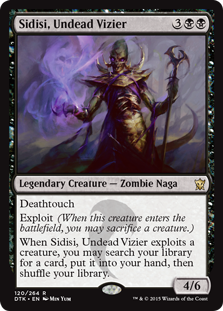 Sidisi, Undead Vizier 3
Legendary Creature — Zombie Naga
Deathtouch
Exploit (When this creature enters the
battlefield, you may sacrifice a creature.)
When Sidisi, Undead Vizier exploits a
creature, you may search your library
for a card, put it into your hand, then
shuffle your library.
4/6
120/264 R
DTK • EN Min Yum ™ & © 2015 Wizards of the Coast